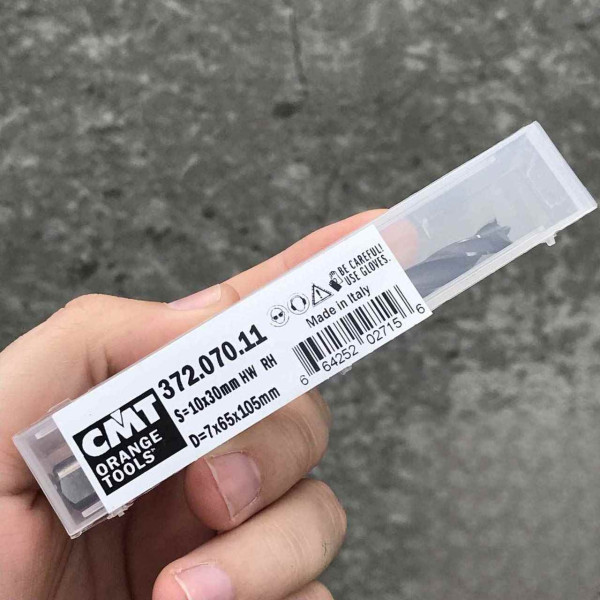 CMT
ORANGE
TOOLS®
372.070.11
S=10x30mm HW RH
D=7x65x105mm
BE CAREFUL!
USE GLOVES.
Made in Italy
6 64252 02715 6